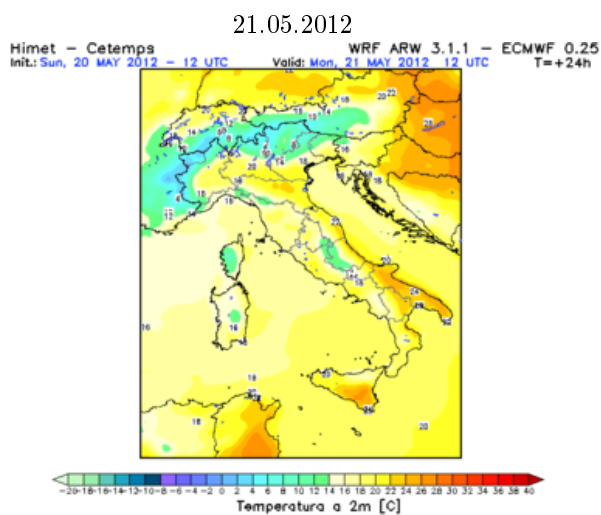 21.05.2012
Himet – Cetemps WRF ARW 3.1.1 – ECMWF 0.25
Init.: Sun, 20 MAY 2012 – 12 UTC Valid: Mon, 21 MAY 2012 12 UTC T=+24h
-20 -18 -16 -14 -12 -10 -8 -6 -4 -2 0 2 4 6 8 10 12 14 16 18 20 22 24 26 28 30 32 34 36 38 40
Temperatura a 2m [C]